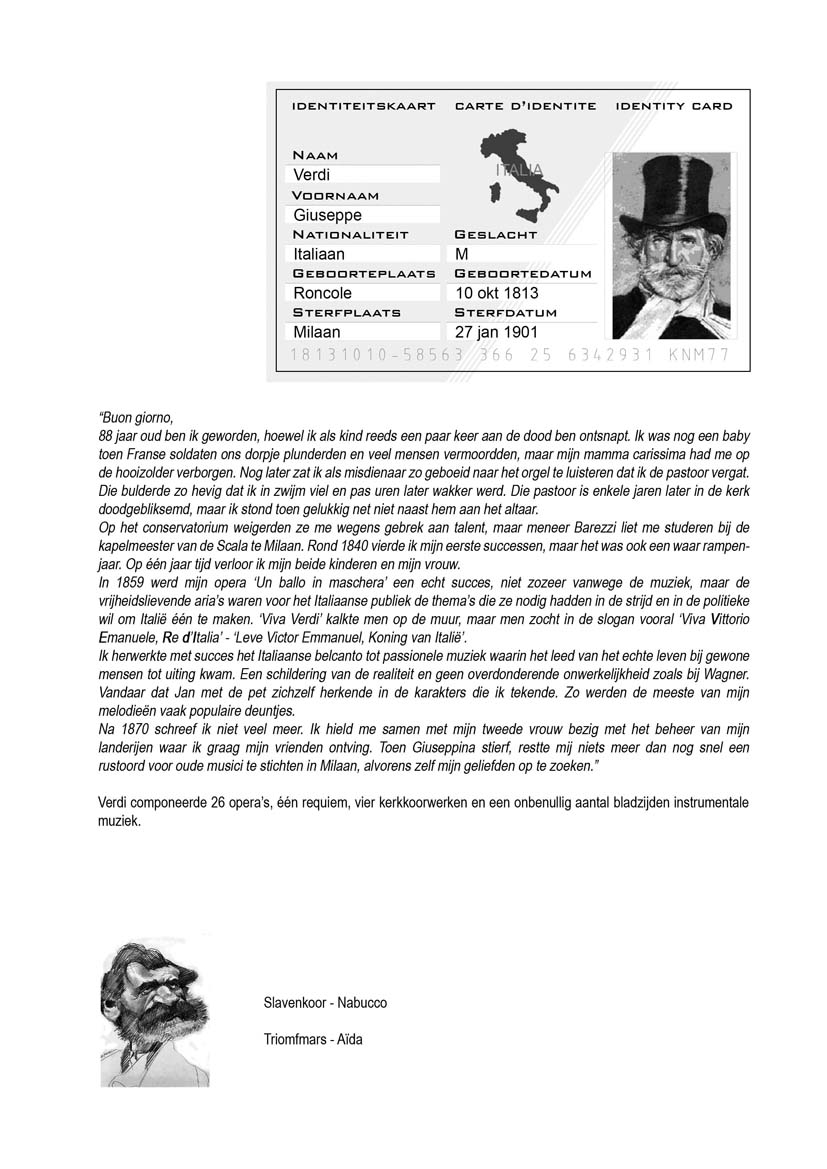 IDENTITEITSKAART CARTE D'IDENTITE IDENTITY CARD
ITALIA
NAAM
Verdi
VOORNAAM
Giuseppe
NATIONALITEIT GESLACHT
Italiaan M
GEBOORTEPLAATS GEBOORTEDATUM
Roncole 10 okt 1813
STERFPLAATS STERFDATUM
Milaan 27 jan 1901
18131010-58563 366 25 6342931 KNM77
“Buon giorno,
88 jaar oud ben ik geworden, hoewel ik als kind reeds een paar keer aan de dood ben ontsnapt. Ik was nog een baby
toen Franse soldaten ons dorpje plunderden en veel mensen vermoordden, maar mijn mamma carissima had me op
de hooizolder verborgen. Nog later zat ik als misdienaar zo geboeid naar het orgel te luisteren dat ik de pastoor vergat.
Die bulderde zo hevig dat ik in zwijm viel en pas uren later wakker werd. Die pastoor is enkele jaren later in de kerk
doodgebliksemd, maar ik stond toen gelukkig net niet naast hem aan het altaar.
Op het conservatorium weigerden ze me wegens gebrek aan talent, maar meneer Barezzi liet me studeren bij de
kapelmeester van de Scala te Milaan. Rond 1840 vierde ik mijn eerste successen, maar het was ook een waar rampen-
jaar. Op één jaar tijd verloor ik mijn beide kinderen en mijn vrouw.
In 1859 werd mijn opera ‘Un ballo in maschera’ een echt succes, niet zozeer vanwege de muziek, maar de
vrijheidslievende aria’s waren voor het Italiaanse publiek de thema’s die ze nodig hadden in de strijd en in de politieke
wil om Italië één te maken. ‘Viva Verdi’ kalkte men op de muur, maar men zocht in de slogan vooral ‘Viva Vittorio
Emanuele, Re d’Italia’ - ‘Leve Victor Emmanuel, Koning van Italië’.
Ik herwerkte met succes het Italiaanse belcanto tot passionele muziek waarin het leed van het echte leven bij gewone
mensen tot uiting kwam. Een schildering van de realiteit en geen overdonderende onwerkelijkheid zoals bij Wagner.
Vandaar dat Jan met de pet zichzelf herkende in de karakters die ik tekende. Zo werden de meeste van mijn
melodieën vaak populaire deuntjes.
Na 1870 schreef ik niet veel meer. Ik hield me samen met mijn tweede vrouw bezig met het beheer van mijn
landerijen waar ik graag mijn vrienden ontving. Toen Giuseppina stierf, restte mij niets meer dan nog snel een
rustoord voor oude musici te stichten in Milaan, alvorens zelf mijn geliefden op te zoeken.”
Verdi componeerde 26 opera’s, één requiem, vier kerkkoorwerken en een onbenullig aantal bladzijden instrumentale
muziek.
Slavenkoor - Nabucco
Triomfmars - Aïda